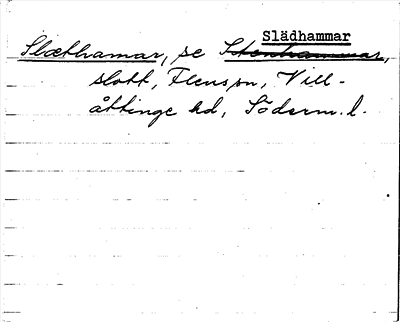 Slädhammar
Slæthamar, se Stenhammar,
slott, Flens sn, Vill-
åttinge hd, Söderm. l.